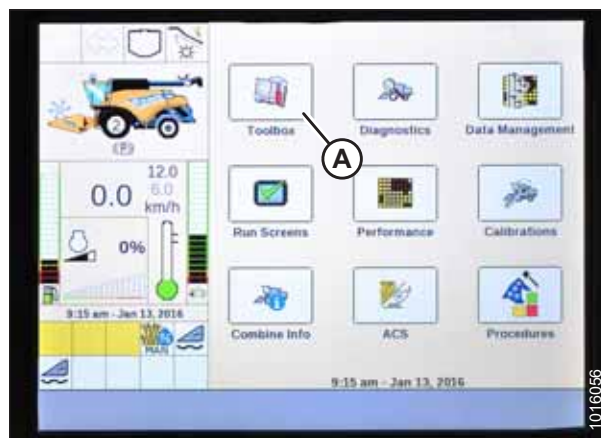 2
(P)
12.0
6.0
0.0
km/h
0%
9:15 am - Jan 13, 2016
MAN
Toolbox
Diagnostics
Data Management
A
Run Screens
Performance
Calibrations
Combine Info
ACS
Procedures
9:15 am - Jan 13, 2016
1016056